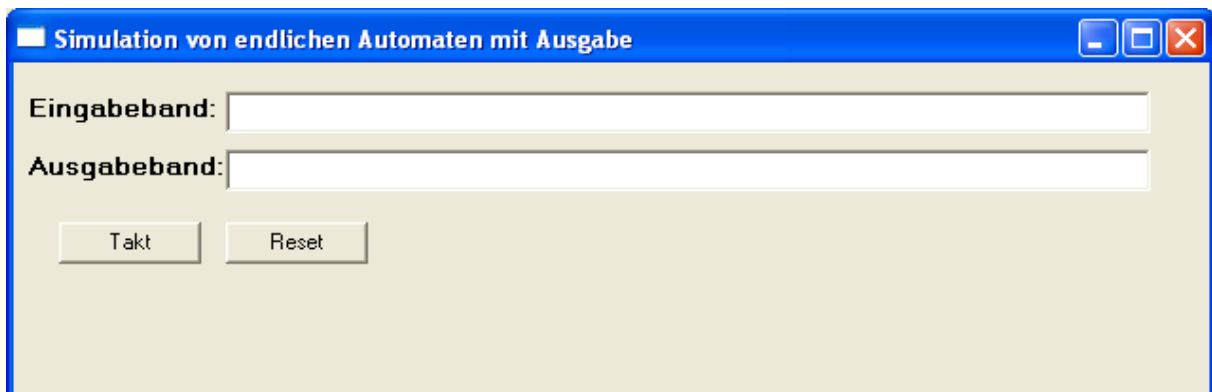 Simulation von endlichen Automaten mit Ausgabe
Eingabeband:
Ausgabeband:
Takt Reset